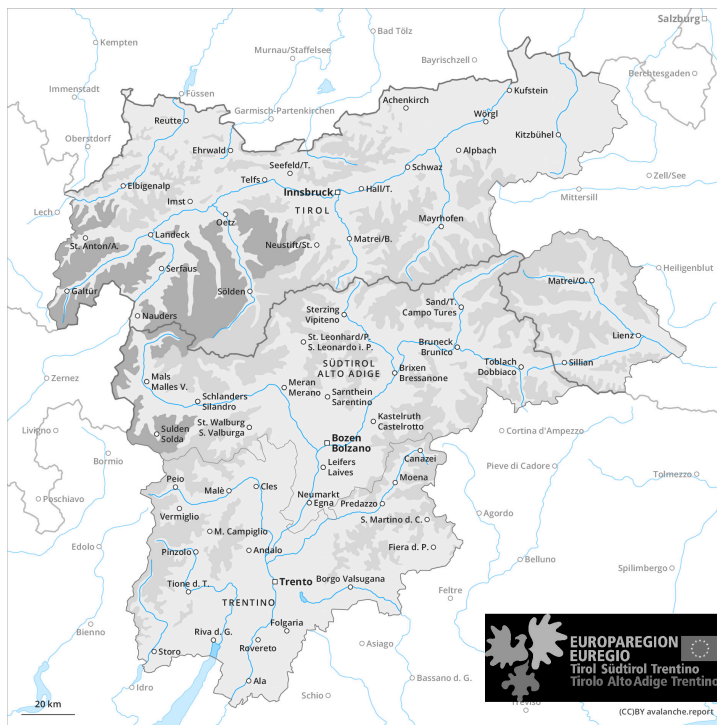 Salzburg
Kempten
Bad Tölz
Murnau/Staffelsee
Bayrischzell
Berchtesgaden
Immenstadt
Füssen
Garmisch-Partenkirchen
Achenkirch
Kufstein
Reutte
Wörgl
Oberstdorf
Kitzbühel
Ehrwald
Seefeld/T.
Alpbach
Schwaz
Zell/See
Elbigenalp
Telfs
Innsbruck
Hall/T.
Mittersill
Lech
Imst
TIROL
Oetz
Mayrhofen
St. Anton/A.
Landeck
Neustift/St.
Matrei/B.
Serfaus
Heiligenblut
Galtür
Sölden
Matrei/O.
Nauders
Sterzing
Vipiteno
Sand/T.
Campo Tures
Lienz
St. Leonhard/P.
S. Leonardo i. P.
Bruneck
Brunico
SÜDTIROL
ALTO ADIGE
Toblach
Dobbiaco
Sillian
Zernez
Mals
Malles V.
Meran
Merano
Brixen
Bressanone
Schlanders
Silandro
Sarnthein
Sarentino
St. Walburg
S. Valburga
Kastelruth
Castelrotto
Livigno
Sulden
Solda
Bozen
Bolzano
Cortina d'Ampezzo
Bormio
Canazei
Leifers
Laives
Pieve di Cadore
Tolmezzo
Peio
Malè
Cles
Moena
Poschiavo
Neumarkt
Egna
Predazzo
Vermiglio
Agordo
S. Martino d. C.
M. Campiglio
Edolo
Pinzolo
Andalo
Fiera d. P.
Belluno
Spilimbergo
Tione d. T.
Trento
Borgo Valsugana
Feltre
TRENTINO
Bienno
Folgaria
Riva d. G.
Rovereto
Asiago
Storo
Ala
Bassano d. G.
Idro
Schio
Treviso
EUROPAREGION
EUREGIO
Tirol Südtirol Trentino
Tirolo Alto Adige Trentino
20 km
(CC)BY avalanche.report